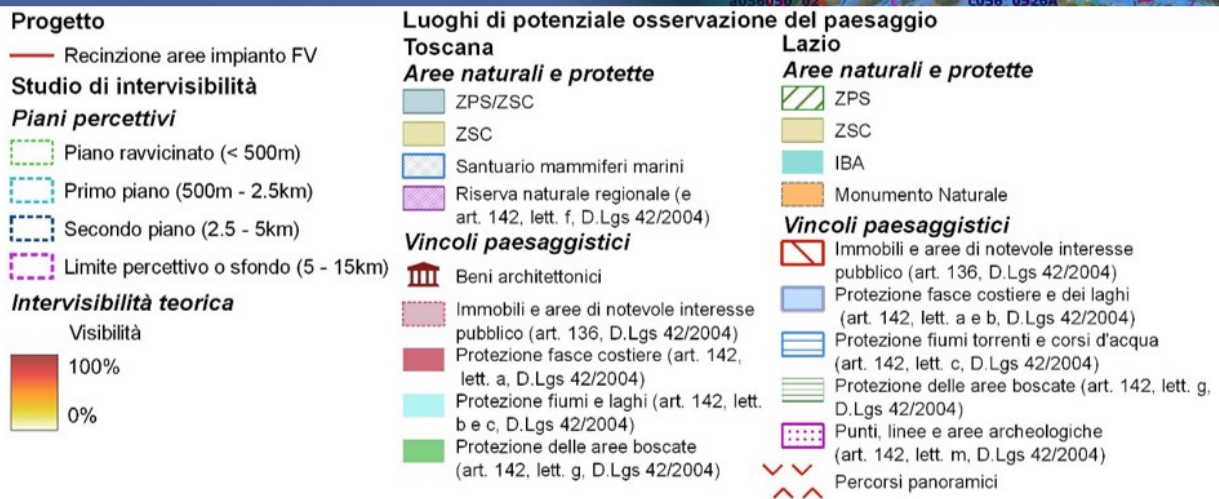 a056050_02
c056_0526A
Progetto
Recinzione aree impianto FV
Studio di intervisibilità
Piani percettivi
Piano ravvicinato (< 500m)
Primo piano (500m - 2.5km)
Secondo piano (2.5 - 5km)
Limite percettivo o sfondo (5 - 15km)
Intervisibilità teorica
Visibilità
100%
0%
Luoghi di potenziale osservazione del paesaggio
Toscana
Aree naturali e protette
ZPS/ZSC
ZSC
Santuario mammiferi marini
Riserva naturale regionale (e
art. 142, lett. f, D.Lgs 42/2004)
Vincoli paesaggistici
Beni architettonici
Immobili e aree di notevole interesse
pubblico (art. 136, D.Lgs 42/2004)
Protezione fasce costiere (art. 142,
lett. a, D.Lgs 42/2004)
Protezione fiumi e laghi (art. 142, lett.
b e c, D.Lgs 42/2004)
Protezione delle aree boscate
(art. 142, lett. g, D.Lgs 42/2004)
Lazio
Aree naturali e protette
ZPS
ZSC
IBA
Monumento Naturale
Vincoli paesaggistici
Immobili e aree di notevole interesse
pubblico (art. 136, D.Lgs 42/2004)
Protezione fasce costiere e dei laghi
(art. 142, lett. a e b, D.Lgs 42/2004)
Protezione fiumi torrenti e corsi d'acqua
(art. 142, lett. c, D.Lgs 42/2004)
Protezione delle aree boscate (art. 142, lett. g,
D.Lgs 42/2004)
Punti, linee e aree archeologiche
(art. 142, lett. m, D.Lgs 42/2004)
Percorsi panoramici